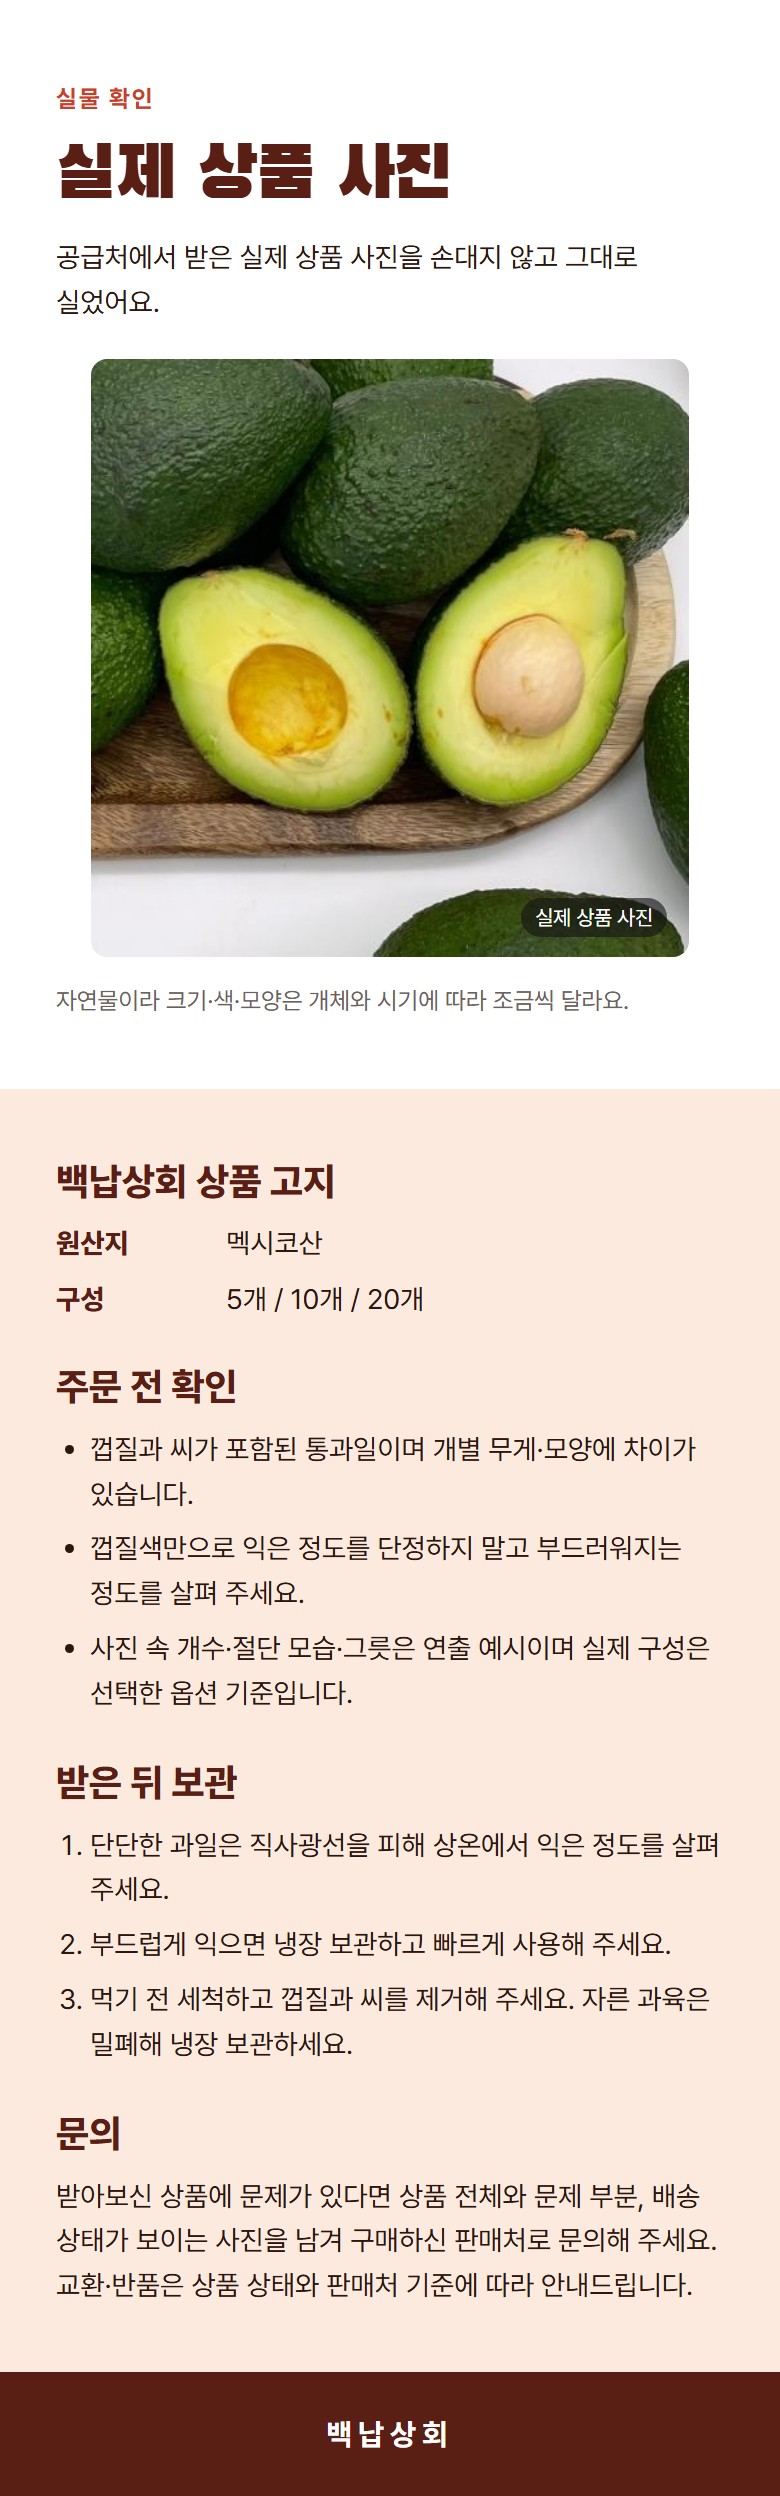 실물 확인
실제 상품 사진
공급처에서 받은 실제 상품 사진을 손대지 않고 그대로
실었어요.
실제 상품 사진
자연물이라 크기·색·모양은 개체와 시기에 따라 조금씩 달라요.
백납상회 상품 고지
원산지 멕시코산
구성 5개 / 10개 / 20개
주문 전 확인
• 껍질과 씨가 포함된 통과일이며 개별 무게·모양에 차이가
있습니다.
• 껍질색만으로 익은 정도를 단정하지 말고 부드러워지는
정도를 살펴 주세요.
• 사진 속 개수·절단 모습·그릇은 연출 예시이며 실제 구성은
선택한 옵션 기준입니다.
받은 뒤 보관
1. 단단한 과일은 직사광선을 피해 상온에서 익은 정도를 살펴
주세요.
2. 부드럽게 익으면 냉장 보관하고 빠르게 사용해 주세요.
3. 먹기 전 세척하고 껍질과 씨를 제거해 주세요. 자른 과육은
밀폐해 냉장 보관하세요.
문의
받아보신 상품에 문제가 있다면 상품 전체와 문제 부분, 배송
상태가 보이는 사진을 남겨 구매하신 판매처로 문의해 주세요.
교환·반품은 상품 상태와 판매처 기준에 따라 안내드립니다.
백납상회